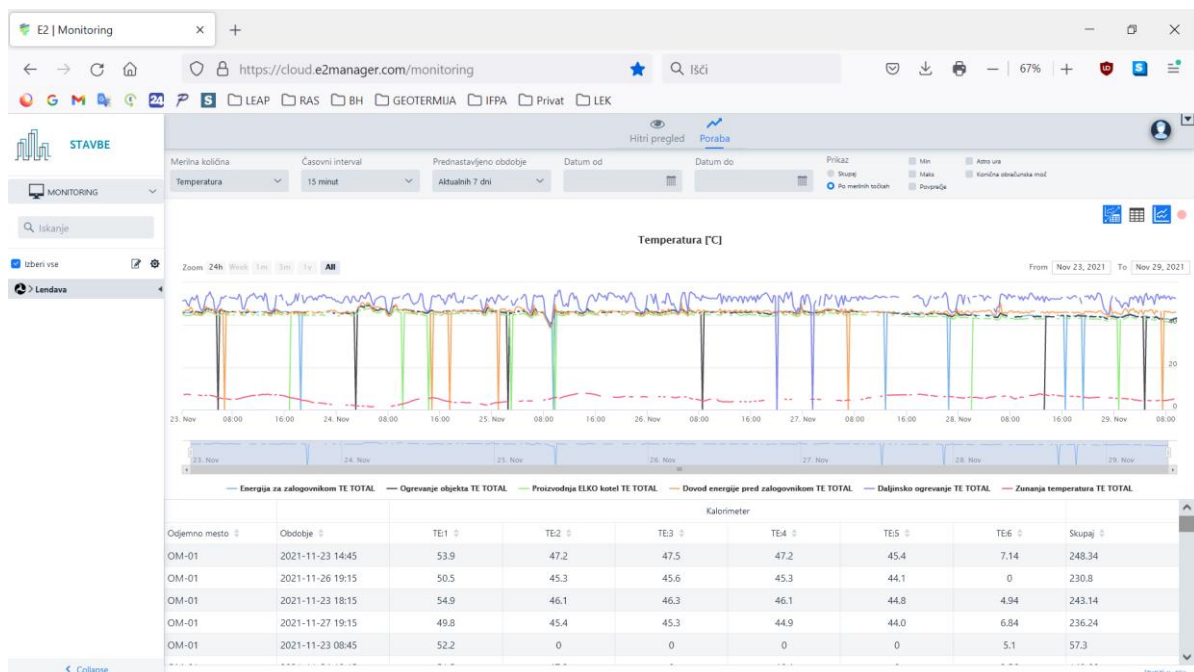 E2 | Monitoring
https://cloud.e2manager.com/monitoring
Išči
67%
24 LEAP RAS BH GEOTERMIJA IFPA Privat LEK
STAVBE
Hitri pregled Poraba
Merilna količina Časovni interval Prednastavljeno obdobje Datum od Datum do Prikaz
Temperatura 15 minut Aktualnih 7 dni
Skupaj
Po merilnih točkah
Min
Maks
Povprečje
Astro ura
Konična obračunska moč
MONITORING
Iskanje
Izberi vse
Lendava
Temperatura [°C]
Zoom 24h Week 1m 3m 1y All
From Nov 23, 2021 To Nov 29, 2021
40
20
0
23. Nov 08:00 16:00 24. Nov 08:00 16:00 25. Nov 08:00 16:00 26. Nov 08:00 16:00 27. Nov 08:00 16:00 28. Nov 08:00 16:00 29. Nov 08:00
23. Nov 24. Nov 25. Nov 26. Nov 27. Nov 28. Nov 29. Nov
Energija za zalogovnikom TE TOTAL Ogrevanje objekta TE TOTAL Proizvodnja ELKO kotel TE TOTAL Dovod energije pred zalogovnikom TE TOTAL Daljinsko ogrevanje TE TOTAL Zunanja temperatura TE TOTAL
Kalorimeter
Odjemno mesto Obdobje TE:1 TE:2 TE:3 TE:4 TE:5 TE:6 Skupaj
OM-01 2021-11-23 14:45 53.9 47.2 47.5 47.2 45.4 7.14 248.34
OM-01 2021-11-26 19:15 50.5 45.3 45.6 45.3 44.1 0 230.8
OM-01 2021-11-23 18:15 54.9 46.1 46.3 46.1 44.8 4.94 243.14
OM-01 2021-11-27 19:15 49.8 45.4 45.3 44.9 44.0 6.84 236.24
OM-01 2021-11-23 08:45 52.2 0 0 0 0 5.1 57.3
Collapse